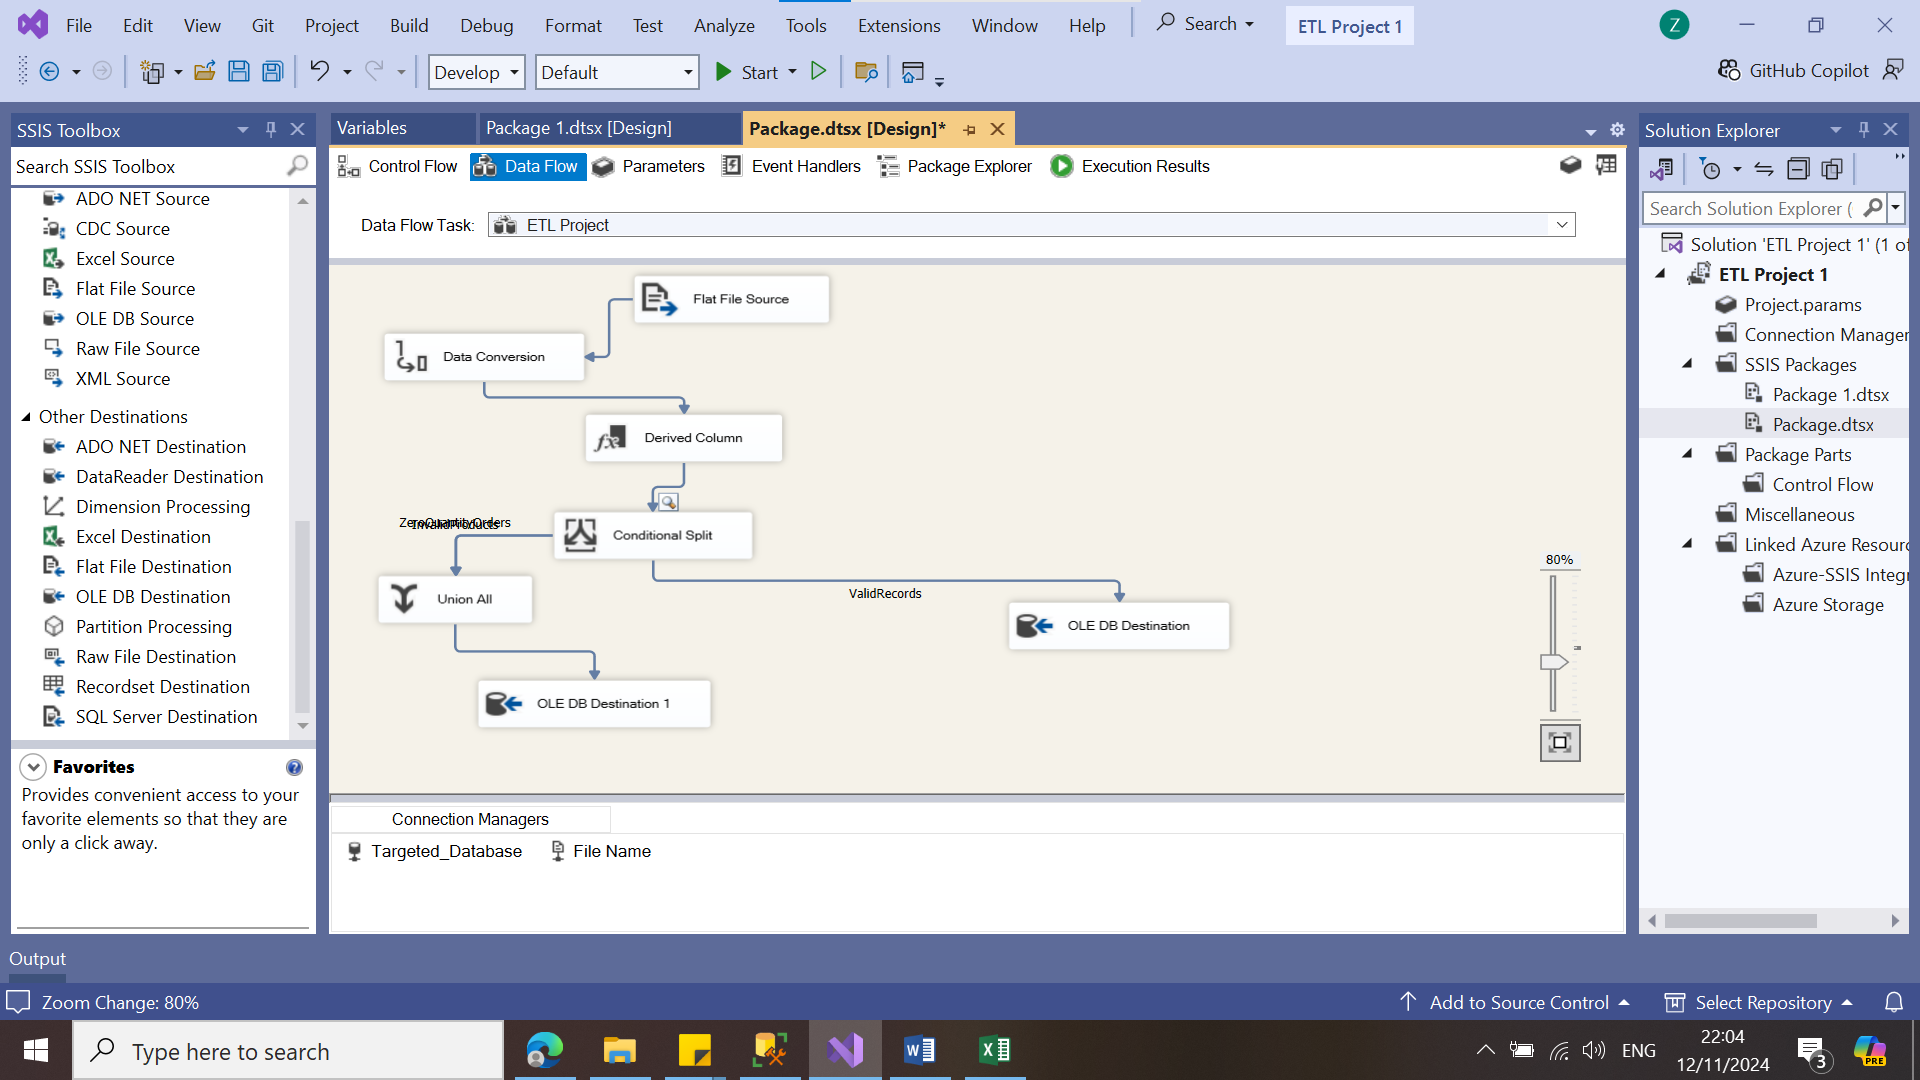 File Edit View Git Project Build Debug Format Test Analyze Tools Extensions Window Help Search ETL Project 1 Z
Develop Default Start GitHub Copilot
SSIS Toolbox
Search SSIS Toolbox
ADO NET Source
CDC Source
Excel Source
Flat File Source
OLE DB Source
Raw File Source
XML Source
Other Destinations
ADO NET Destination
DataReader Destination
Dimension Processing
Excel Destination
Flat File Destination
OLE DB Destination
Partition Processing
Raw File Destination
Recordset Destination
SQL Server Destination
Favorites
Provides convenient access to your
favorite elements so that they are
only a click away.
Variables Package 1.dtsx [Design] Package.dtsx [Design]*
Control Flow Data Flow Parameters Event Handlers Package Explorer Execution Results
Data Flow Task: ETL Project
Flat File Source
Data Conversion
Derived Column
ZeroQuantityOrders
InvalidProducts
Conditional Split
80%
ValidRecords
Union All
OLE DB Destination
OLE DB Destination 1
Connection Managers
Targeted_Database File Name
Solution Explorer
Search Solution Explorer (
Solution 'ETL Project 1' (1 of
ETL Project 1
Project.params
Connection Manager
SSIS Packages
Package 1.dtsx
Package.dtsx
Package Parts
Control Flow
Miscellaneous
Linked Azure Resour
Azure-SSIS Integ
Azure Storage
Output
Zoom Change: 80% Add to Source Control Select Repository
Type here to search ENG 22:04
12/11/2024 3 PRE